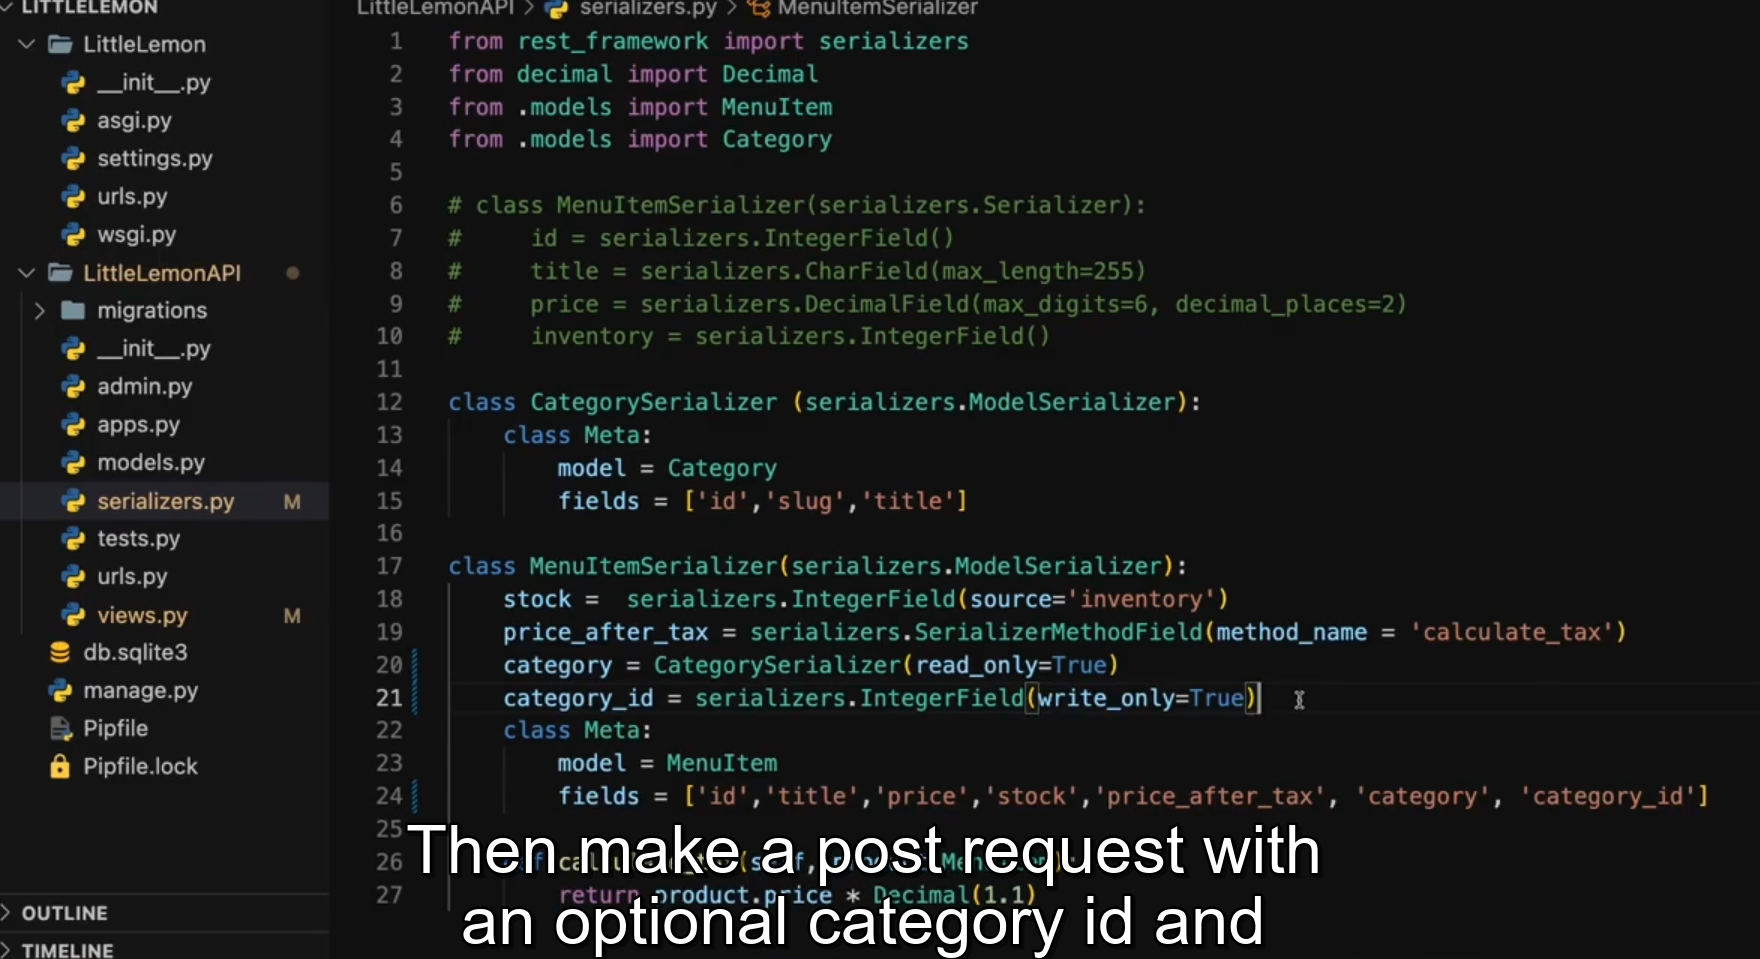 LITTLELEMON
LittleLemon
__init__.py
asgi.py
settings.py
urls.py
wsgi.py
LittleLemonAPI
migrations
__init__.py
admin.py
apps.py
models.py
serializers.py M
tests.py
urls.py
views.py M
db.sqlite3
manage.py
Pipfile
Pipfile.lock
OUTLINE
TIMELINE
LittleLemonAPI > serializers.py > MenuItemSerializer
1 from rest_framework import serializers
2 from decimal import Decimal
3 from .models import MenuItem
4 from .models import Category
5
6 # class MenuItemSerializer(serializers.Serializer):
7 #     id = serializers.IntegerField()
8 #     title = serializers.CharField(max_length=255)
9 #     price = serializers.DecimalField(max_digits=6, decimal_places=2)
10 #     inventory = serializers.IntegerField()
11
12 class CategorySerializer (serializers.ModelSerializer):
13     class Meta:
14         model = Category
15         fields = ['id','slug','title']
16
17 class MenuItemSerializer(serializers.ModelSerializer):
18     stock =  serializers.IntegerField(source='inventory')
19     price_after_tax = serializers.SerializerMethodField(method_name = 'calculate_tax')
20     category = CategorySerializer(read_only=True)
21     category_id = serializers.IntegerField(write_only=True)
22     class Meta:
23         model = MenuItem
24         fields = ['id','title','price','stock','price_after_tax', 'category', 'category_id']
25
26
27         return product.price * Decimal(1.1)
Then make a post request with
an optional category id and